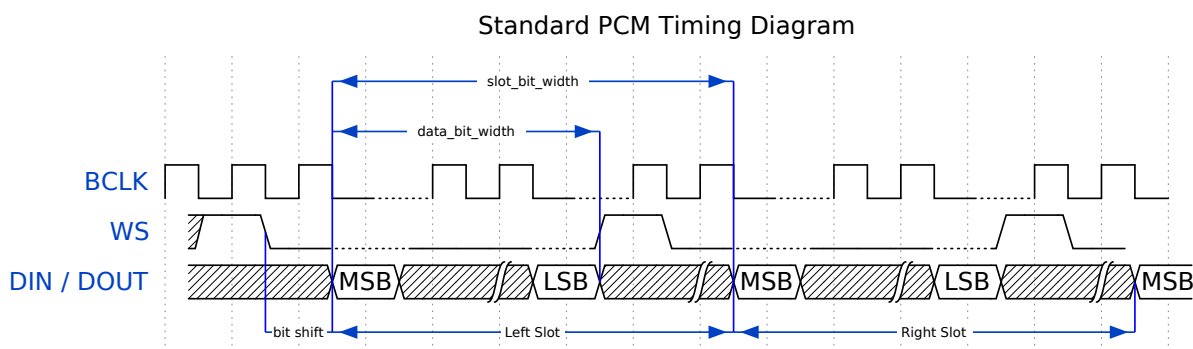 Standard PCM Timing Diagram
slot_bit_width
data_bit_width
BCLK
WS
DIN / DOUT
MSB
LSB
MSB
LSB
MSB
bit shift
Left Slot
Right Slot